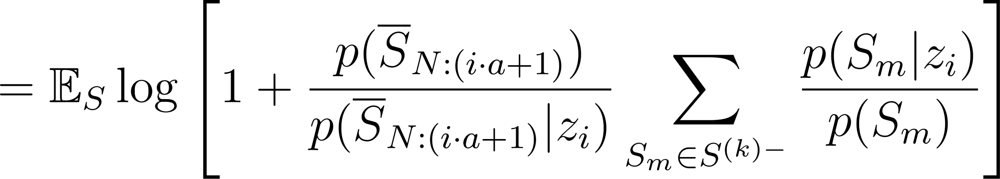 $= \mathbb{E}_S \log \left[ 1 + \frac{p(\overline{S}_{N:(i \cdot a+1)})}{p(\overline{S}_{N:(i \cdot a+1)}|z_i)} \sum_{S_m \in S^{(k)}-} \frac{p(S_m|z_i)}{p(S_m)} \right]$